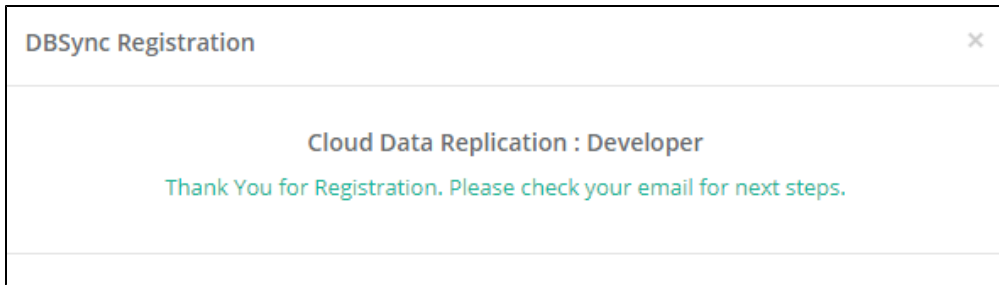 DBSync Registration ×
Cloud Data Replication : Developer
Thank You for Registration. Please check your email for next steps.